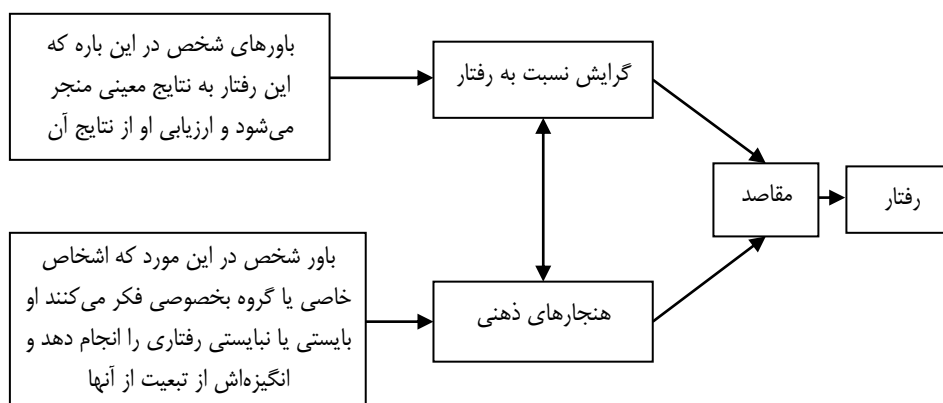 باورهای شخص در این باره که
این رفتار به نتایج معینی منجر
می‌شود و ارزیابی او از نتایج آن
گرایش نسبت به رفتار
مقاصد
رفتار
باور شخص در این مورد که اشخاص
خاصی یا گروه بخصوصی فکر می‌کنند او
بایستی یا نبایستی رفتاری را انجام دهد و
انگیزه‌اش از تبعیت از آنها
هنجارهای ذهنی